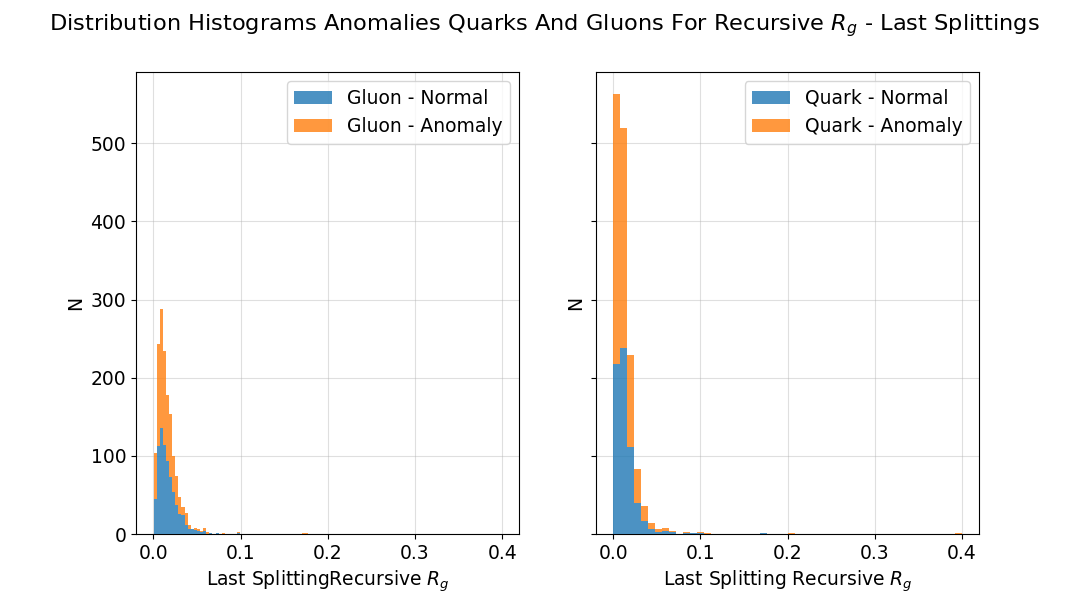 Distribution Histograms Anomalies Quarks And Gluons For Recursive $R_g$ - Last Splittings
Gluon - Normal
Gluon - Anomaly
N
500
400
300
200
100
0
0.0 0.1 0.2 0.3 0.4
Last SplittingRecursive $R_g$
Quark - Normal
Quark - Anomaly
N
0.0 0.1 0.2 0.3 0.4
Last Splitting Recursive $R_g$